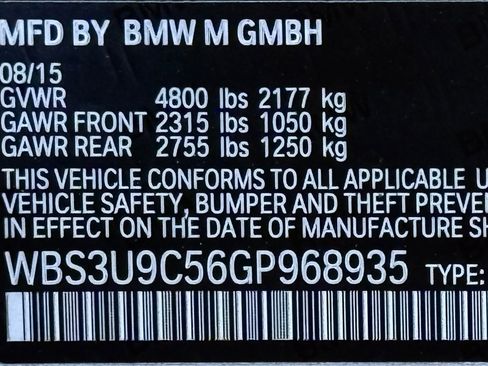 MFD BY BMW M GMBH
08/15
GVWR 4800 lbs 2177 kg
GAWR FRONT 2315 lbs 1050 kg
GAWR REAR 2755 lbs 1250 kg
THIS VEHICLE CONFORMS TO ALL APPLICABLE U
VEHICLE SAFETY, BUMPER AND THEFT PREVE
IN EFFECT ON THE DATE OF MANUFACTURE SH
WBS3U9C56GP968935 TYPE: